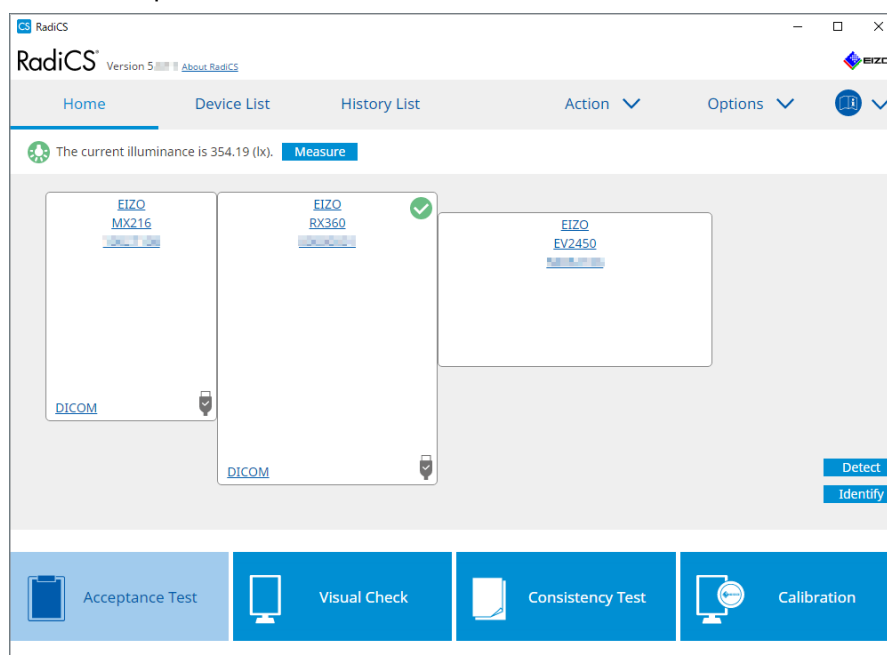 CS RadiCS
RadiCS Version 5. About RadiCS
EIZO
Home Device List History List Action Options
The current illuminance is 354.19 (lx). Measure
EIZO
MX216
DICOM
EIZO
RX360
DICOM
EIZO
EV2450
Detect
Identify
Acceptance Test Visual Check Consistency Test Calibration